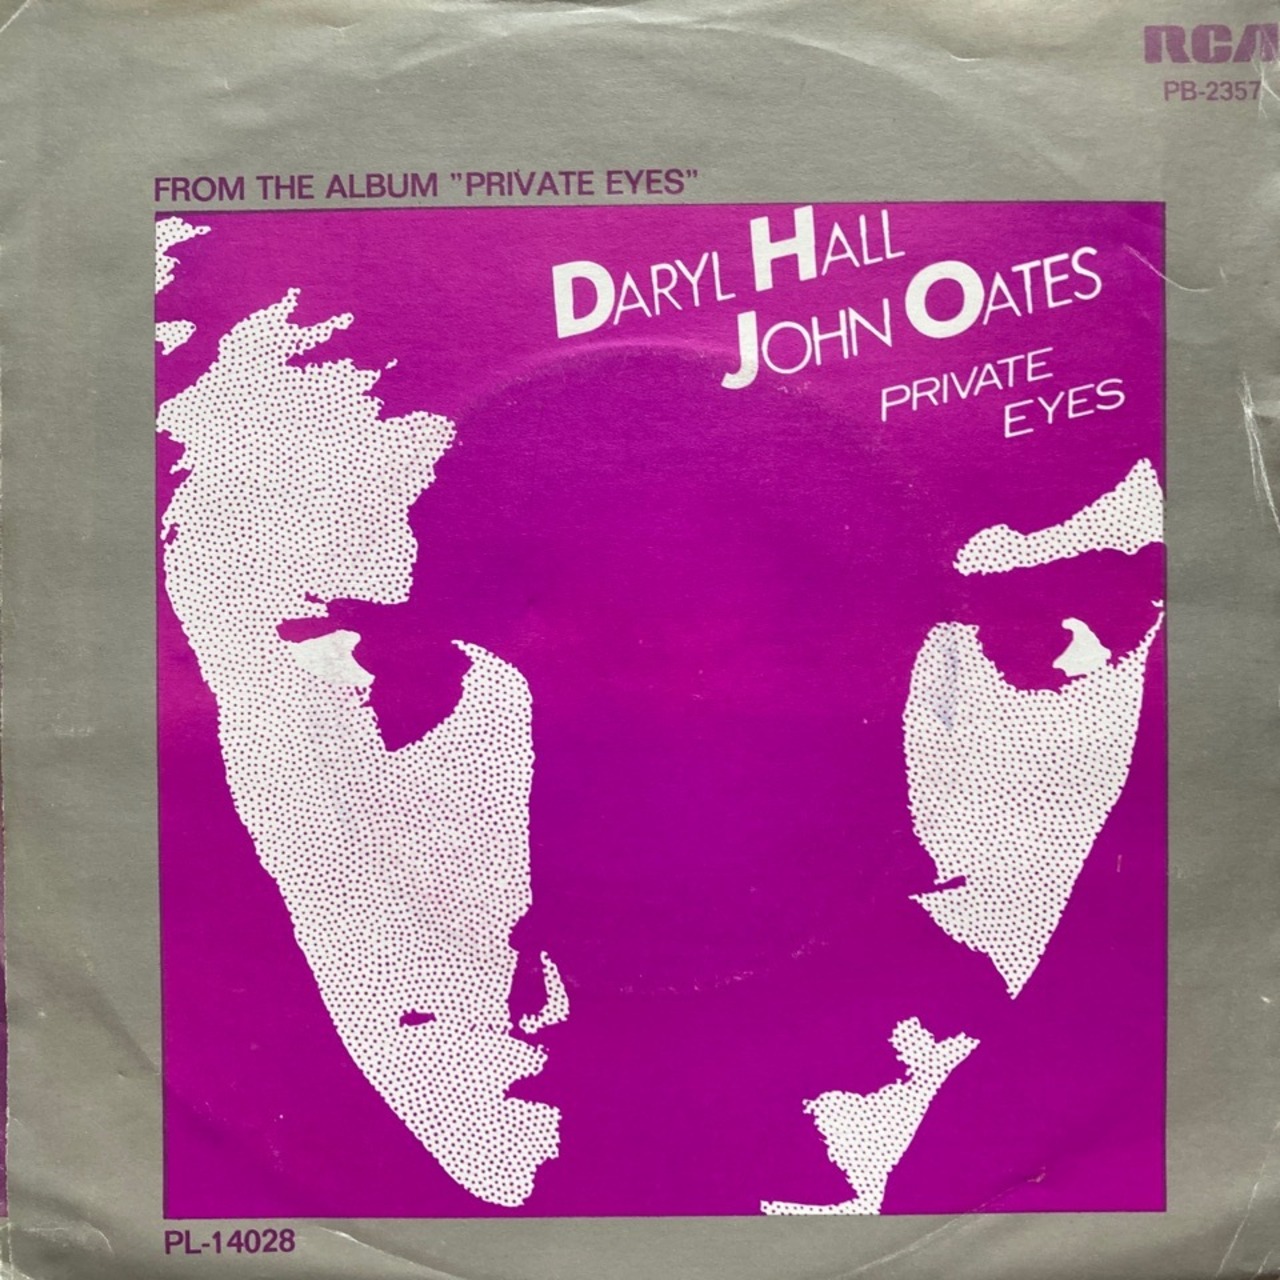 RCA
PB-2357
FROM THE ALBUM "PRIVATE EYES"
DARYL HALL
JOHN OATES
PRIVATE
EYES
PL-14028